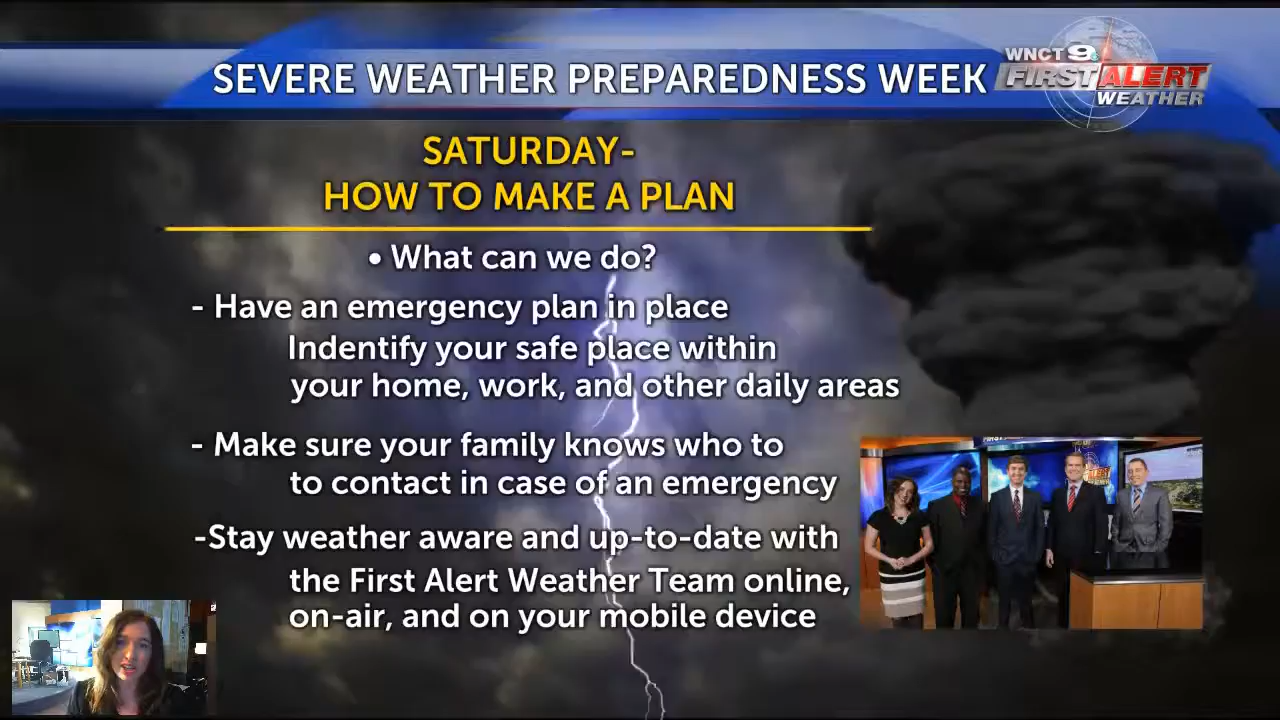 SEVERE WEATHER PREPAREDNESS WEEK
WNCT 9
FIRST ALERT
WEATHER
SATURDAY-
HOW TO MAKE A PLAN
• What can we do?
- Have an emergency plan in place
Indentify your safe place within
your home, work, and other daily areas
- Make sure your family knows who to
to contact in case of an emergency
-Stay weather aware and up-to-date with
the First Alert Weather Team online,
on-air, and on your mobile device